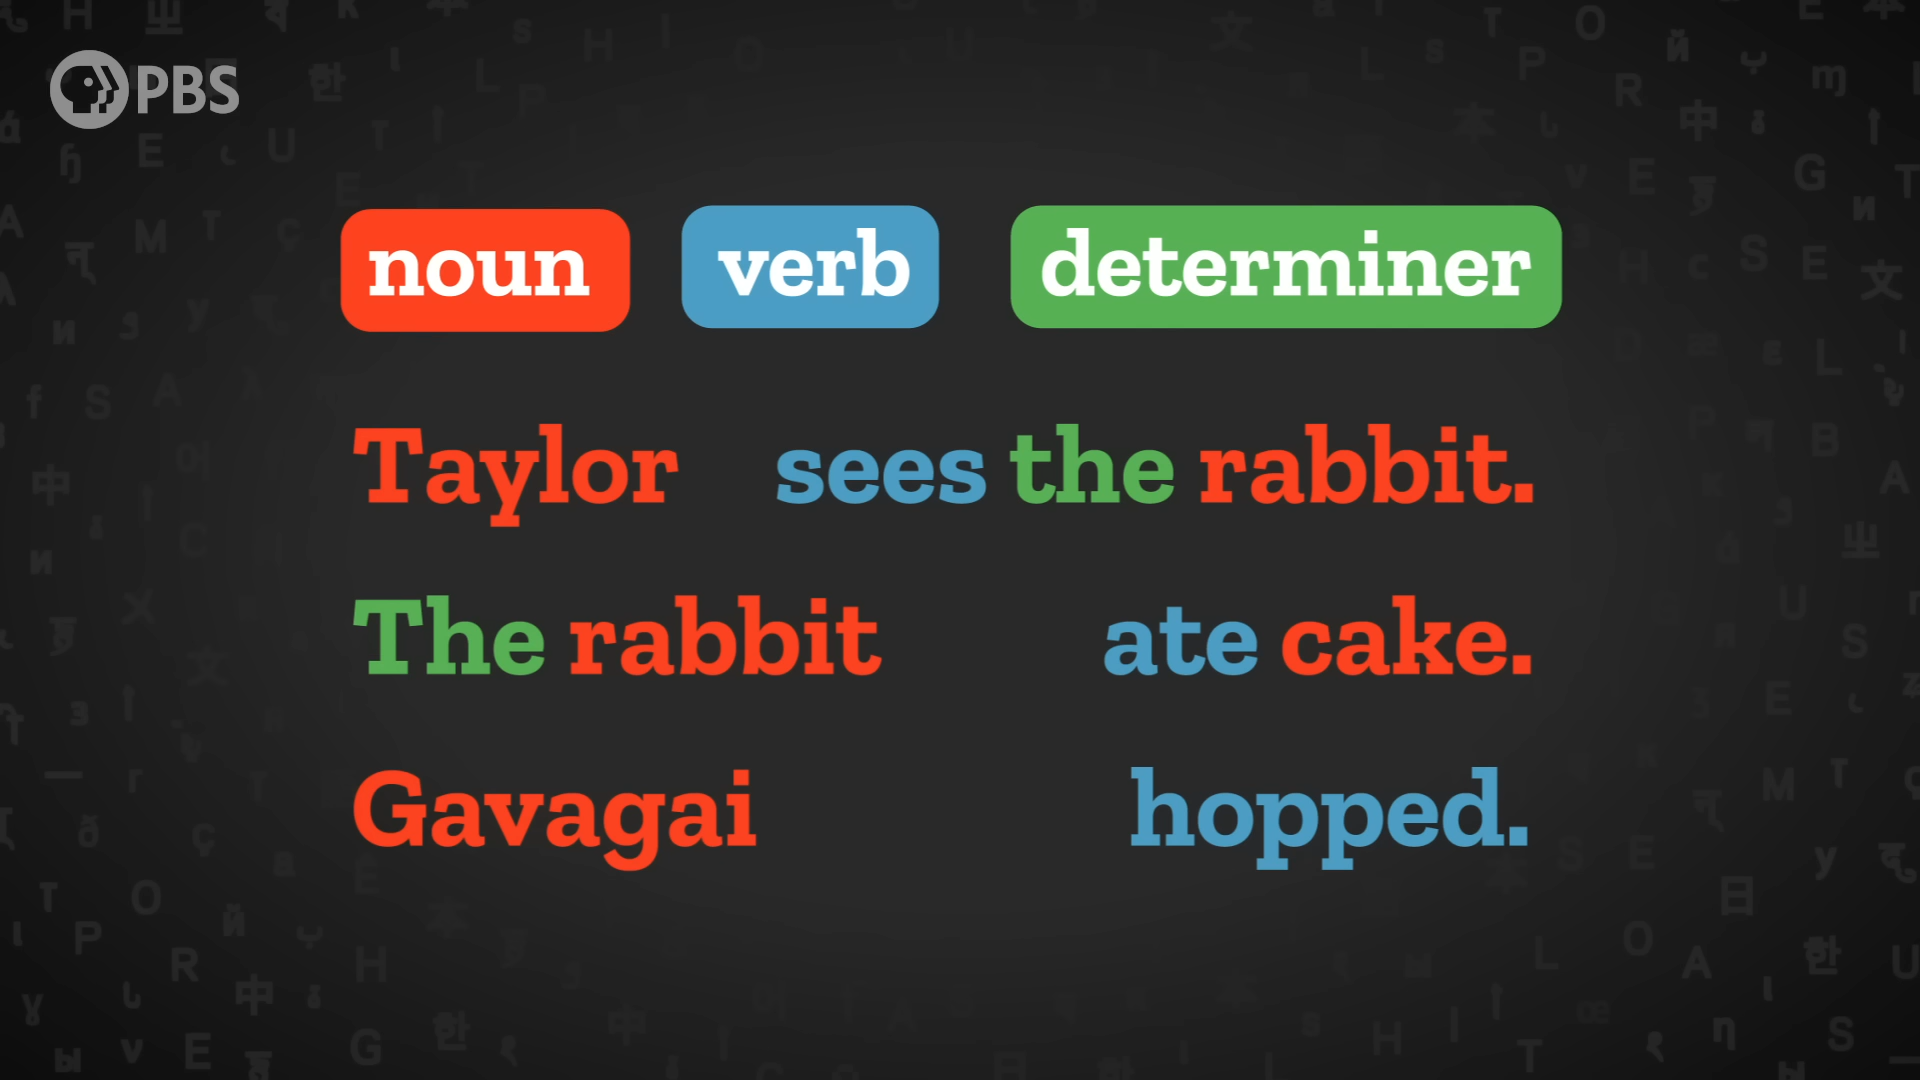 PBS
noun verb determiner
Taylor sees the rabbit.
The rabbit ate cake.
Gavagai hopped.